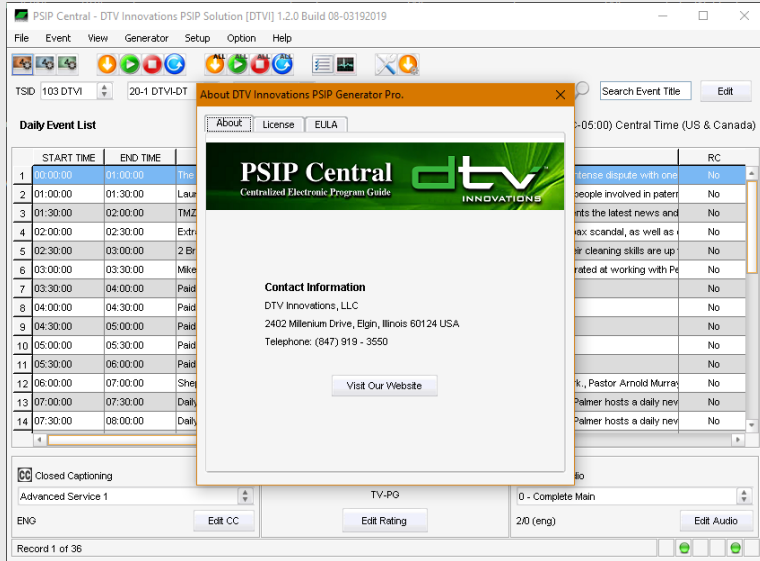 PSIP Central - DTV Innovations PSIP Solution [DTVI] 1.2.0 Build 08-03192019
File Event View Generator Setup Option Help
ALL ALL ALL ALL
TSID 103 DTVI 20-1 DTVI-DT Search Event Title Edit
About DTV Innovations PSIP Generator Pro.
Daily Event List -05:00) Central Time (US & Canada)
About License EULA
START TIME END TIME RC
PSIP Central dtv
Centralized Electronic Program Guide INNOVATIONS
1 00:00:00 01:00:00 The ntense dispute with one No
2 01:00:00 01:30:00 Laur people involved in patern No
3 01:30:00 02:00:00 TMZ nts the latest news and No
4 02:00:00 02:30:00 Extr ax scandal, as well as No
5 02:30:00 03:00:00 2 Br eir cleaning skills are up No
6 03:00:00 03:30:00 Mike rated at working with Pe No
7 03:30:00 04:00:00 Paid No
8 04:00:00 04:30:00 Paid No
9 04:30:00 05:00:00 Paid No
10 05:00:00 05:30:00 Paid No
11 05:30:00 06:00:00 Paid No
12 06:00:00 07:00:00 Shep rk., Pastor Arnold Murray No
13 07:00:00 07:30:00 Daily Palmer hosts a daily nev No
14 07:30:00 08:00:00 Daily Palmer hosts a daily nev No
Contact Information
DTV Innovations, LLC
2402 Millenium Drive, Elgin, Illinois 60124 USA
Telephone: (847) 919 - 3550
Visit Our Website
CC Closed Captioning dio
Advanced Service 1 TV-PG 0 - Complete Main
ENG Edit CC Edit Rating 2/0 (eng) Edit Audio
Record 1 of 36